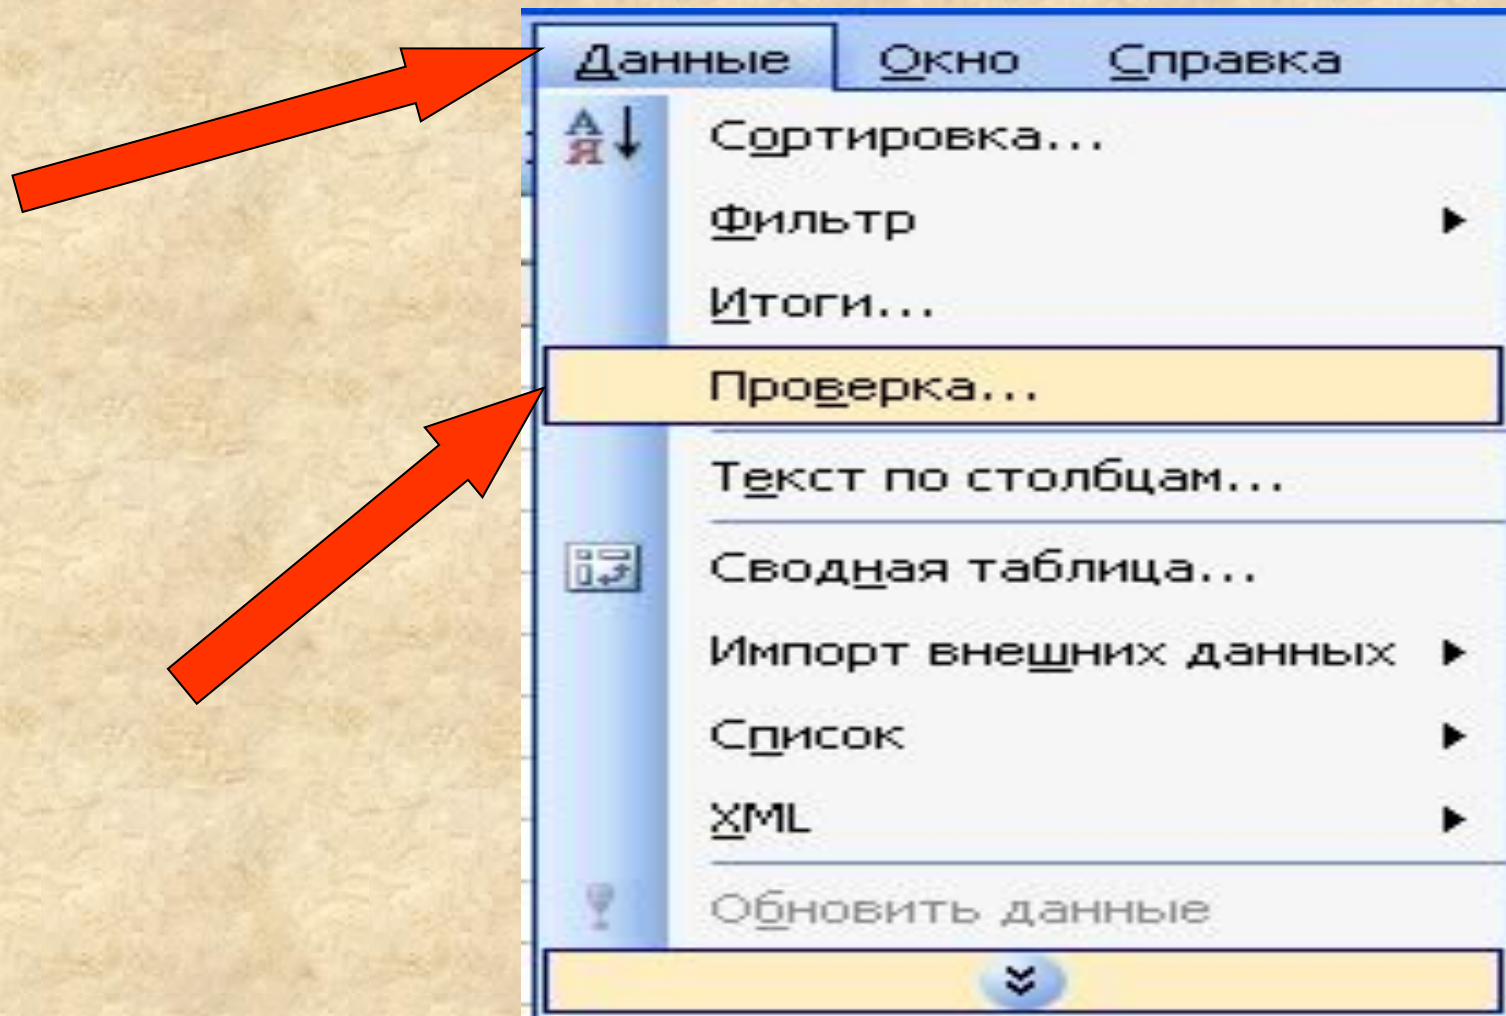 Данные Окно Справка
Сортировка...
Фильтр
Итоги...
Проверка...
Текст по столбцам...
Сводная таблица...
Импорт внешних данных
Список
XML
Обновить данные